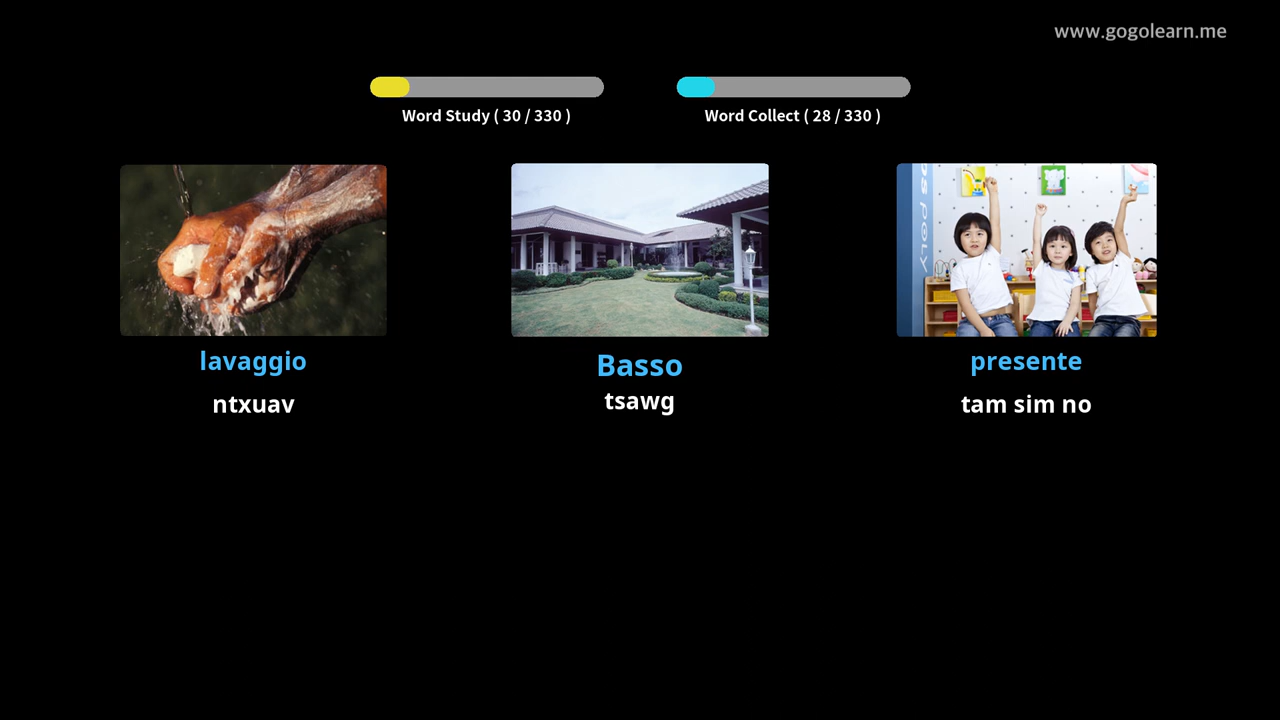 www.gogolearn.me
Word Study ( 30 / 330 )
Word Collect ( 28 / 330 )
lavaggio
ntxuav
Basso
tsawg
presente
tam sim no